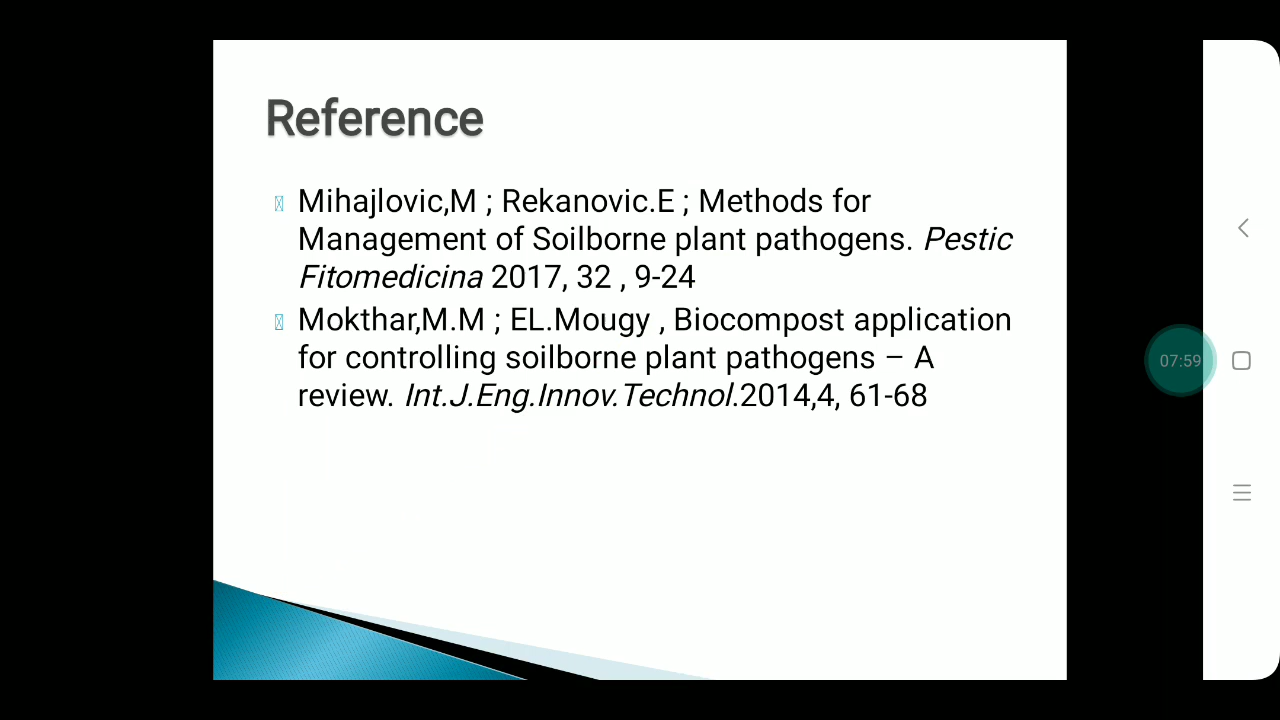 Reference
Mihajlovic,M ; Rekanovic.E ; Methods for
Management of Soilborne plant pathogens. Pestic
Fitomedicina 2017, 32 , 9-24
Mokthar,M.M ; EL.Mougy , Biocompost application
for controlling soilborne plant pathogens – A
review. Int.J.Eng.Innov.Technol.2014,4, 61-68
07:59